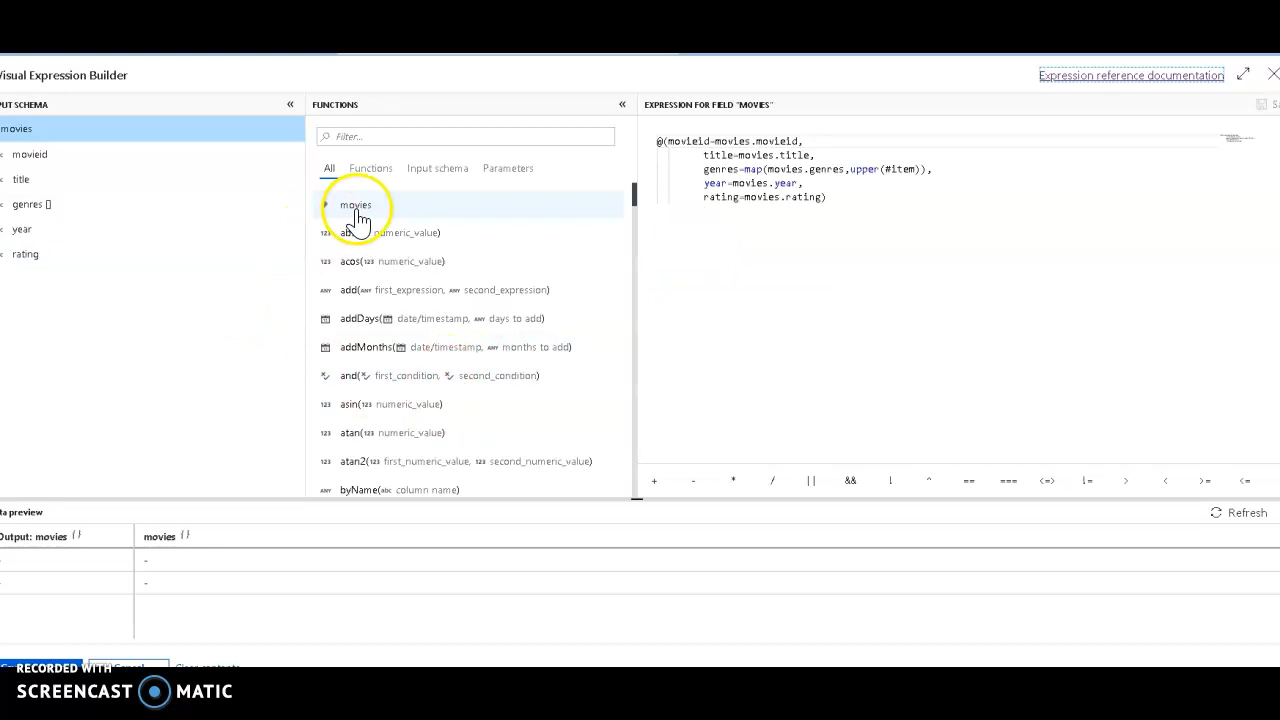 Visual Expression Builder
Expression reference documentation
PUT SCHEMA
«
FUNCTIONS
«
EXPRESSION FOR FIELD "MOVIES"
Sa
movies
movieid
title
genres []
year
rating
Filter...
All Functions Input schema Parameters
movies
numeric_value)
acos(123 numeric_value)
add(ANY first_expression, ANY second_expression)
addDays( date/timestamp, ANY days to add)
addMonths( date/timestamp, ANY months to add)
and( first_condition, second_condition)
123 asin(123 numeric_value)
123 atan(123 numeric_value)
123 atan2(123 first_numeric_value, 123 second_numeric_value)
ANY byName(abc column name)
@(movieid=movies.movieid,
title=movies.title,
genres=map(movies.genres,upper(#item)),
year=movies.year,
rating=movies.rating)
+ - * / || && ! ^ == === <=> != > < >= <=
ta preview
Refresh
Output: movies {} movies {}
-
-
RECORDED WITH
SCREENCAST MATIC